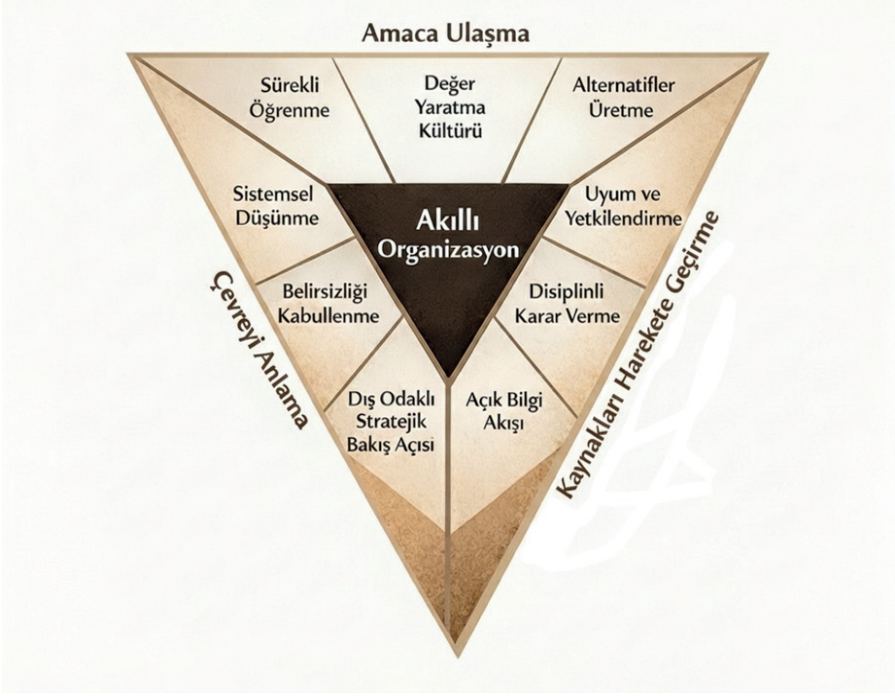 Amaca Ulaşma
Sürekli
Öğrenme
Değer
Yaratma
Kültürü
Alternatifler
Üretme
Sistemsel
Düşünme
Akıllı
Organizasyon
Uyum ve
Yetkilendirme
Belirsizliği
Kabullenme
Disiplinli
Karar Verme
Dış Odaklı
Stratejik
Bakış Açısı
Açık Bilgi
Akışı
Çevreyi Anlama
Kaynakları Harekete Geçirme